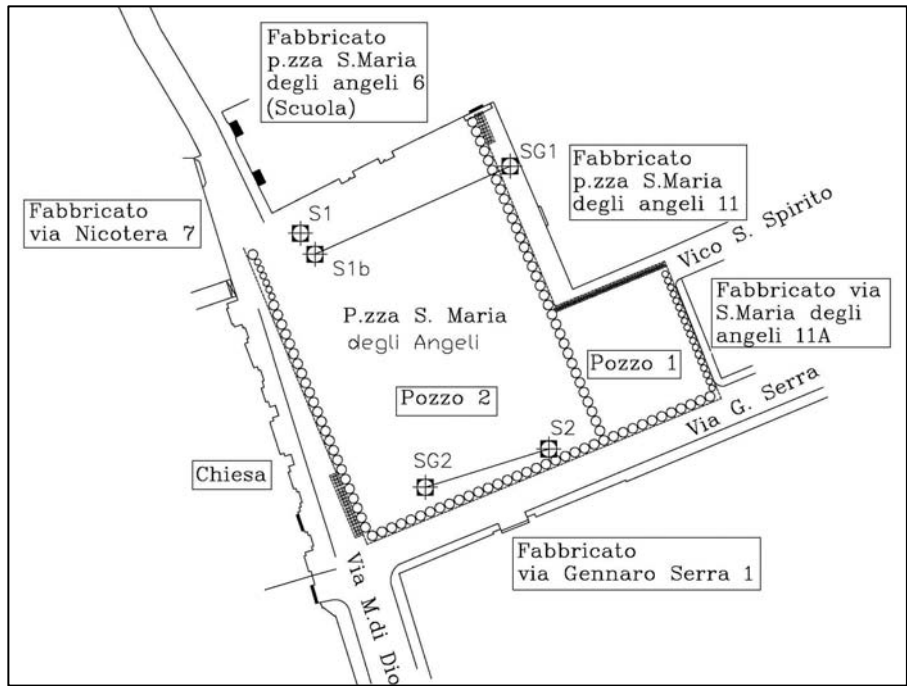 Fabbricato
p.zza S.Maria
degli angeli 6
(Scuola)
SG1
Fabbricato
p.zza S.Maria
degli angeli 11
Fabbricato
via Nicotera 7
S1
S1b
Vico S. Spirito
Fabbricato via
S.Maria degli
angeli 11A
P.zza S. Maria
degli Angeli
Pozzo 1
Pozzo 2
Via G. Serra
S2
SG2
Chiesa
Fabbricato
via Gennaro Serra 1
Via M.di Dio